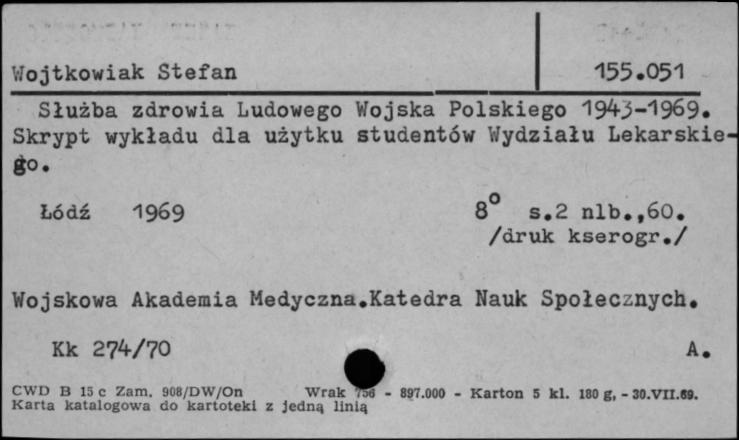 Wojtkowiak Stefan 155.051
Służba zdrowia Ludowego Wojska Polskiego 1943-1969.
Skrypt wykładu dla użytku studentów Wydziału Lekarskie-
go.
Łódź 1969 8° s.2 nlb.,60.
/druk kserogr./
Wojskowa Akademia Medyczna.Katedra Nauk Społecznych.
Kk 274/70 A.
CWD B 15 c Zam. 908/DW/On Wrak 756 - 897.000 - Karton 5 kl. 180 g, - 30.VII.69.
Karta katalogowa do kartoteki z jedną linią